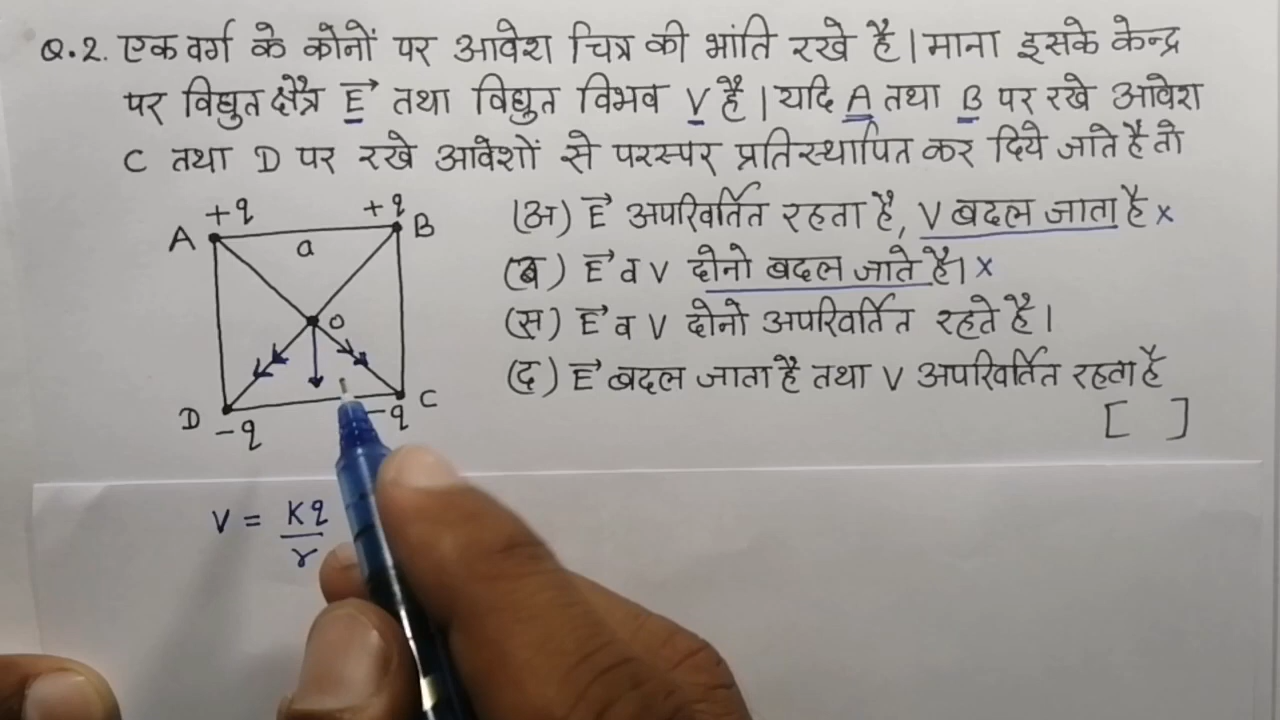 Q.2. एक वर्ग के कोनों पर आवेश चित्र की भांति रखे है। माना इसके केन्द्र
पर विद्युत क्षैत्र E⃗ तथा विद्युत विभव V है। यदि A तथा B पर रखे आवेश
C तथा D पर रखे आवेशों से परस्पर प्रतिस्थापित कर दिये जाते है तो
+q +q
A B
a
O
D C
-q -q
(अ) E⃗ अपरिवर्तित रहता है, V बदल जाता है x
(ब) E⃗ व V दोनो बदल जाते है। x
(स) E⃗ व V दोनो अपरिवर्तित रहते है।
(द) E⃗ बदल जाता है तथा V अपरिवर्तित रहता है
[ ]
V = Kq/r